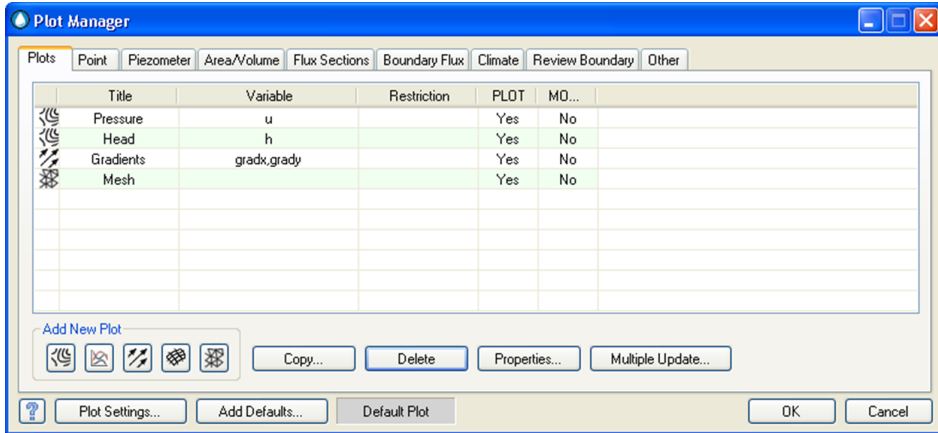 Plot Manager
Plots Point Piezometer Area/Volume Flux Sections Boundary Flux Climate Review Boundary Other
Title Variable Restriction PLOT MO...
Pressure u Yes No
Head h Yes No
Gradients gradx,grady Yes No
Mesh Yes No
Add New Plot
Copy... Delete Properties... Multiple Update...
? Plot Settings... Add Defaults... Default Plot OK Cancel